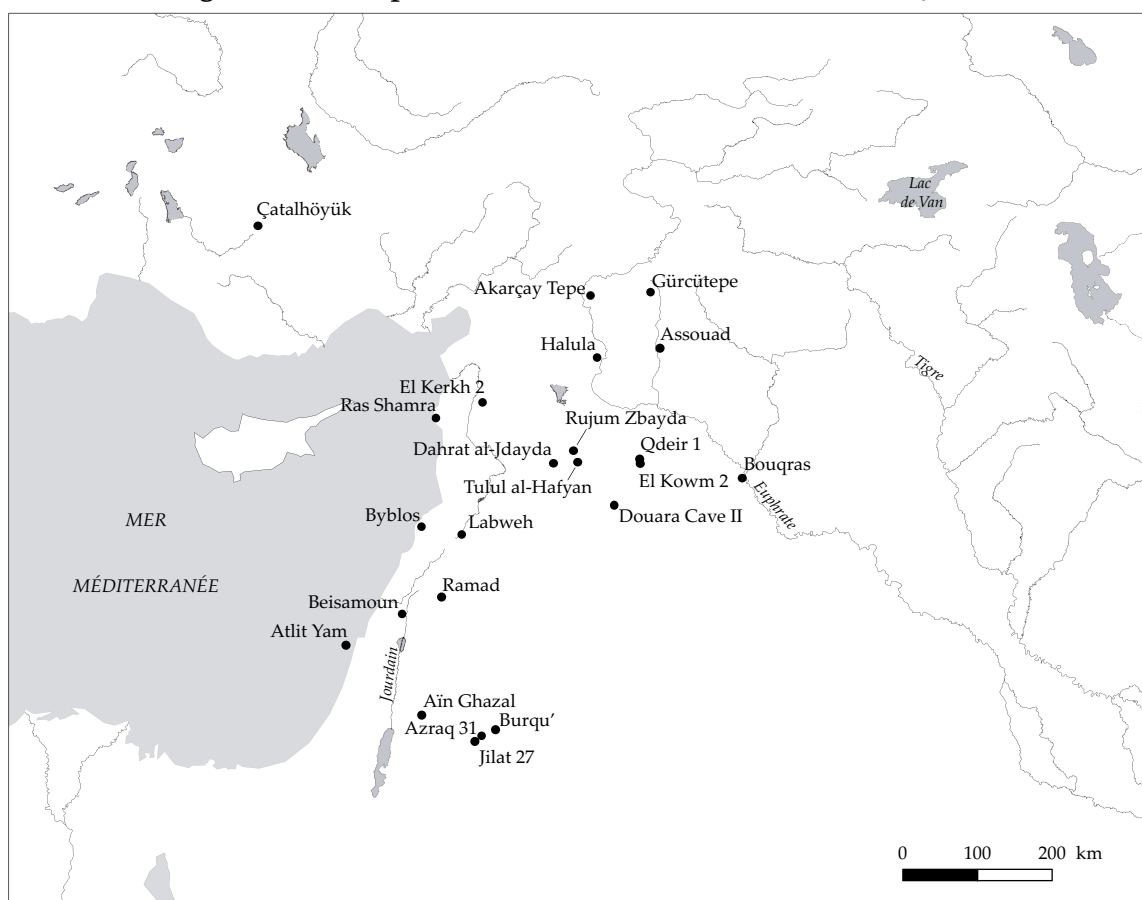 Lac
de Van
Çatalhöyük
Akarçay Tepe
Gürcütepe
Halula
Assouad
Tigre
El Kerkh 2
Ras Shamra
Rujum Zbayda
Dahrat al-Jdayda
Qdeir 1
Tulul al-Hafyan
El Kowm 2
Bouqras
Euphrate
Douara Cave II
MER
Byblos
Labweh
MÉDITERRANÉE
Ramad
Beisamoun
Atlit Yam
Jourdain
Aïn Ghazal
Azraq 31
Burqu’
Jilat 27
0 100 200 km